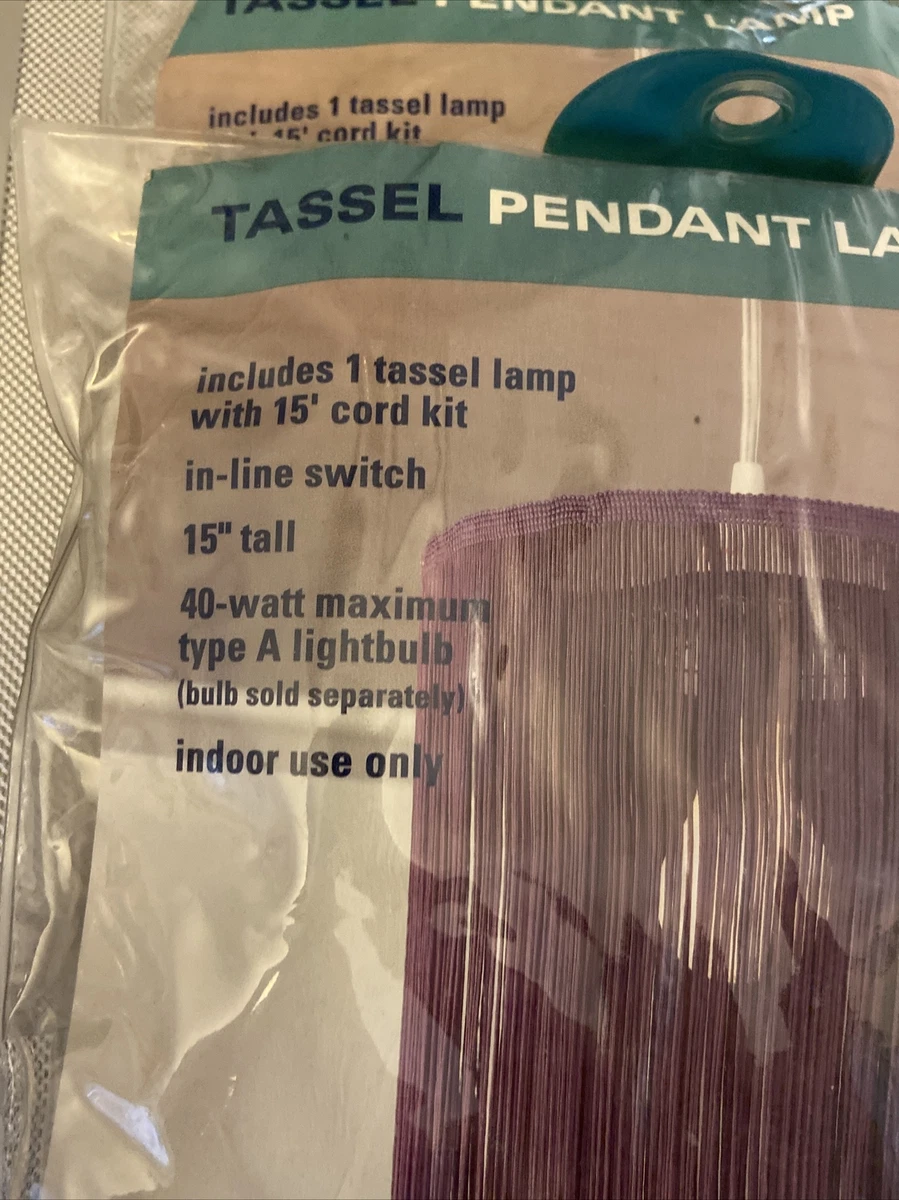 TASSEL PENDANT LAMP
includes 1 tassel lamp
15' cord kit
TASSEL PENDANT LA
includes 1 tassel lamp
with 15' cord kit
in-line switch
15" tall
40-watt maximum
type A lightbulb
(bulb sold separately)
indoor use only